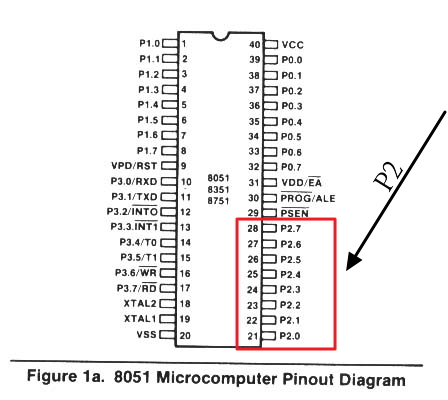 P1.0 1 40 VCC
P1.1 2 39 P0.0
P1.2 3 38 P0.1
P1.3 4 37 P0.2
P1.4 5 36 P0.3
P1.5 6 35 P0.4
P1.6 7 34 P0.5
P1.7 8 33 P0.6
VPD/RST 9 32 P0.7
P3.0/RXD 10 8051 31 VDD/EA
P3.1/TXD 11 8351 30 PROG/ALE
P3.2/INTO 12 8751 29 PSEN
P3.3.INT1 13 28 P2.7
P3.4/T0 14 27 P2.6
P3.5/T1 15 26 P2.5
P3.6/WR 16 25 P2.4
P3.7/RD 17 24 P2.3
XTAL2 18 23 P2.2
XTAL1 19 22 P2.1
VSS 20 21 P2.0
P2
Figure 1a. 8051 Microcomputer Pinout Diagram